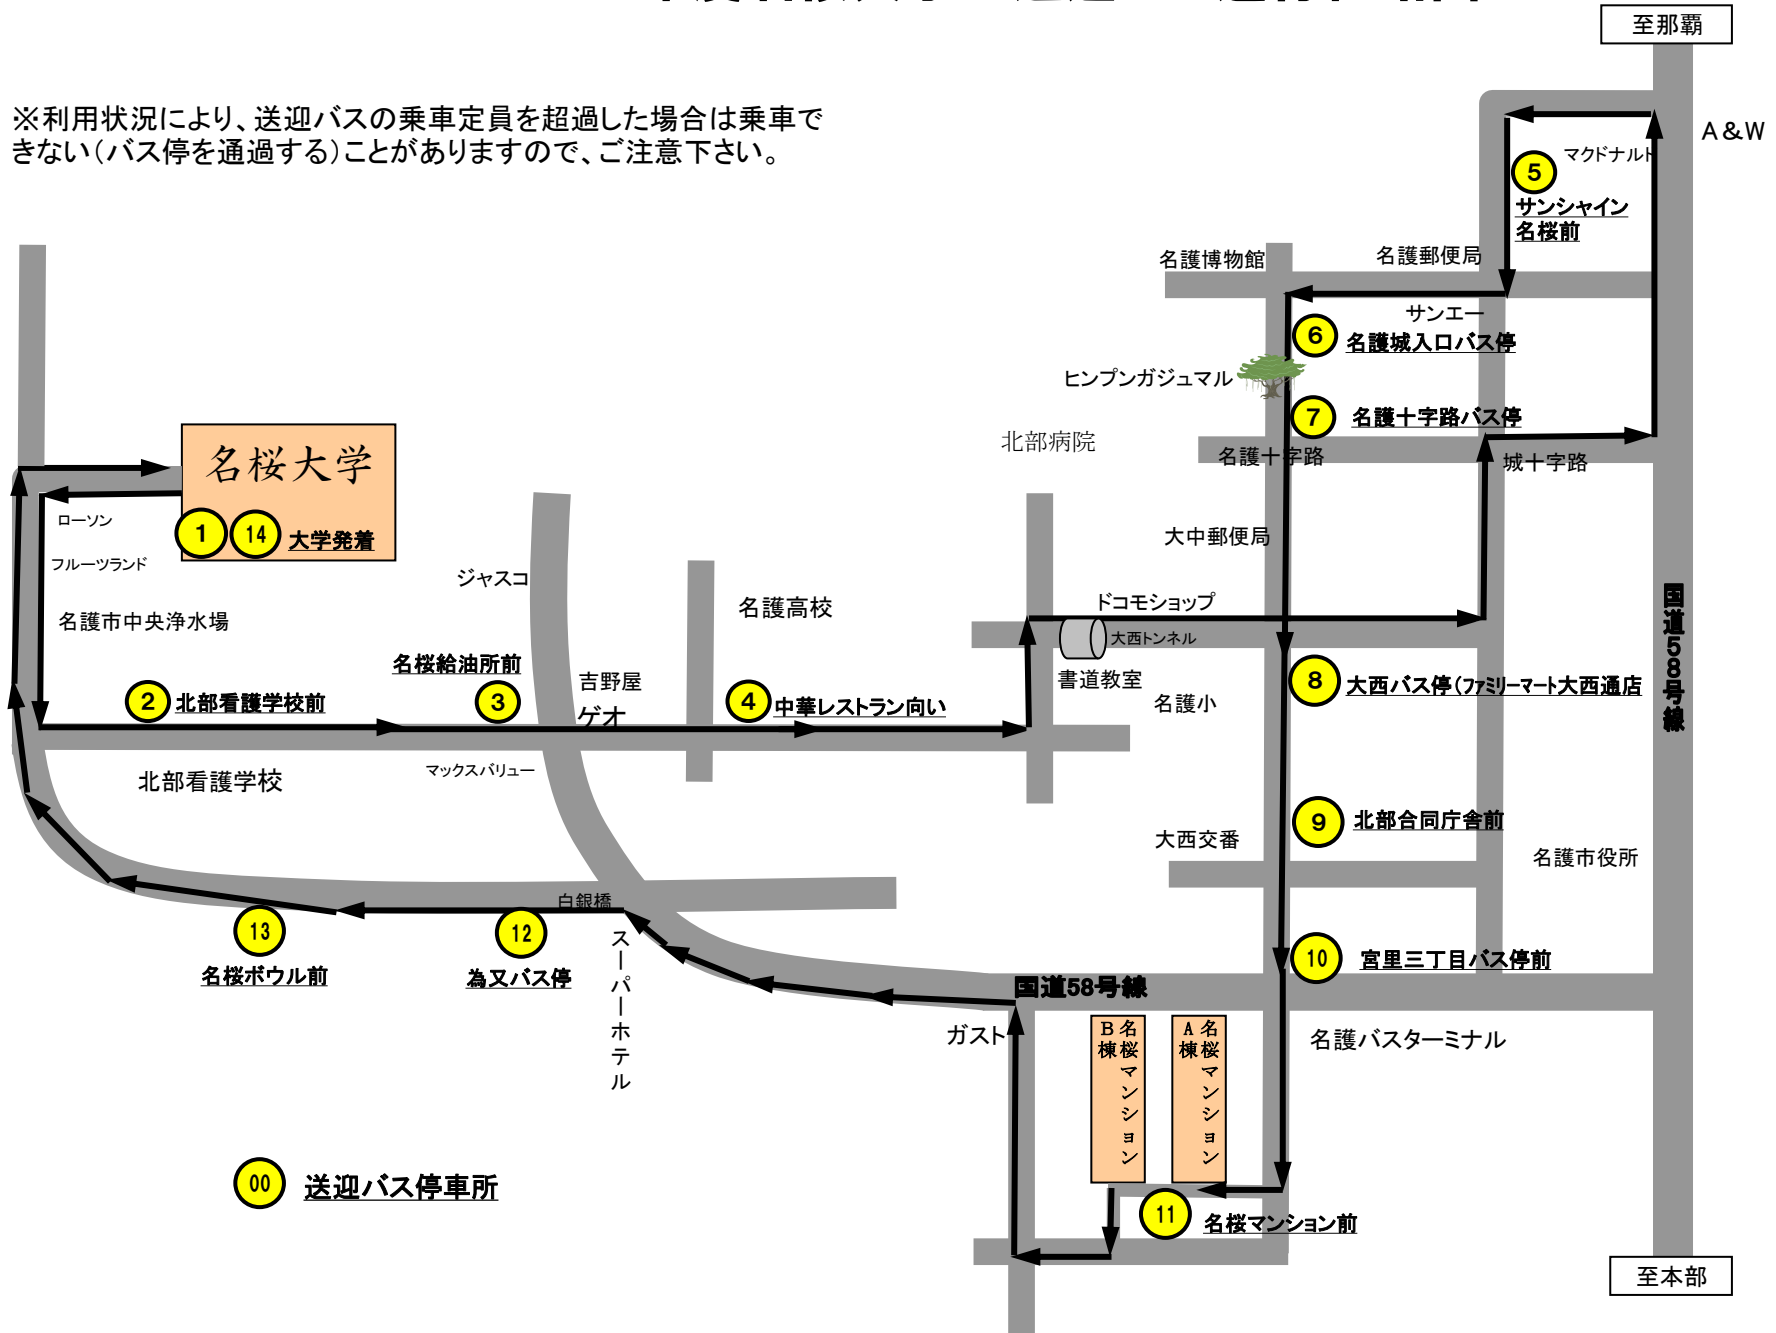 至那覇
※利用状況により、送迎バスの乗車定員を超過した場合は乗車で
きない（バス停を通過する）ことがありますので、ご注意下さい。
A&W
マクドナルド
5
サンシャイン
名桜前
名護博物館
名護郵便局
サンエー
6
名護城入口バス停
ヒンプンガジュマル
7
名護十字路バス停
北部病院
名護十字路
城十字路
名桜大学
1
14
大学発着
ローソン
フルーツランド
名護市中央浄水場
大中郵便局
ジャスコ
名護高校
ドコモショップ
大西トンネル
書道教室
名護小
国道58号線
名桜給油所前
吉野屋
ゲオ
2
北部看護学校前
3
4
中華レストラン向い
8
大西バス停（ファミリーマート大西通店
北部看護学校
マックスバリュー
9
北部合同庁舎前
大西交番
名護市役所
白銀橋
13
名桜ボウル前
12
為又バス停
スーパーホテル
10
宮里三丁目バス停前
国道58号線
ガスト
名桜マンション
B棟
名桜マンション
A棟
名護バスターミナル
00
送迎バス停車所
11
名桜マンション前
至本部